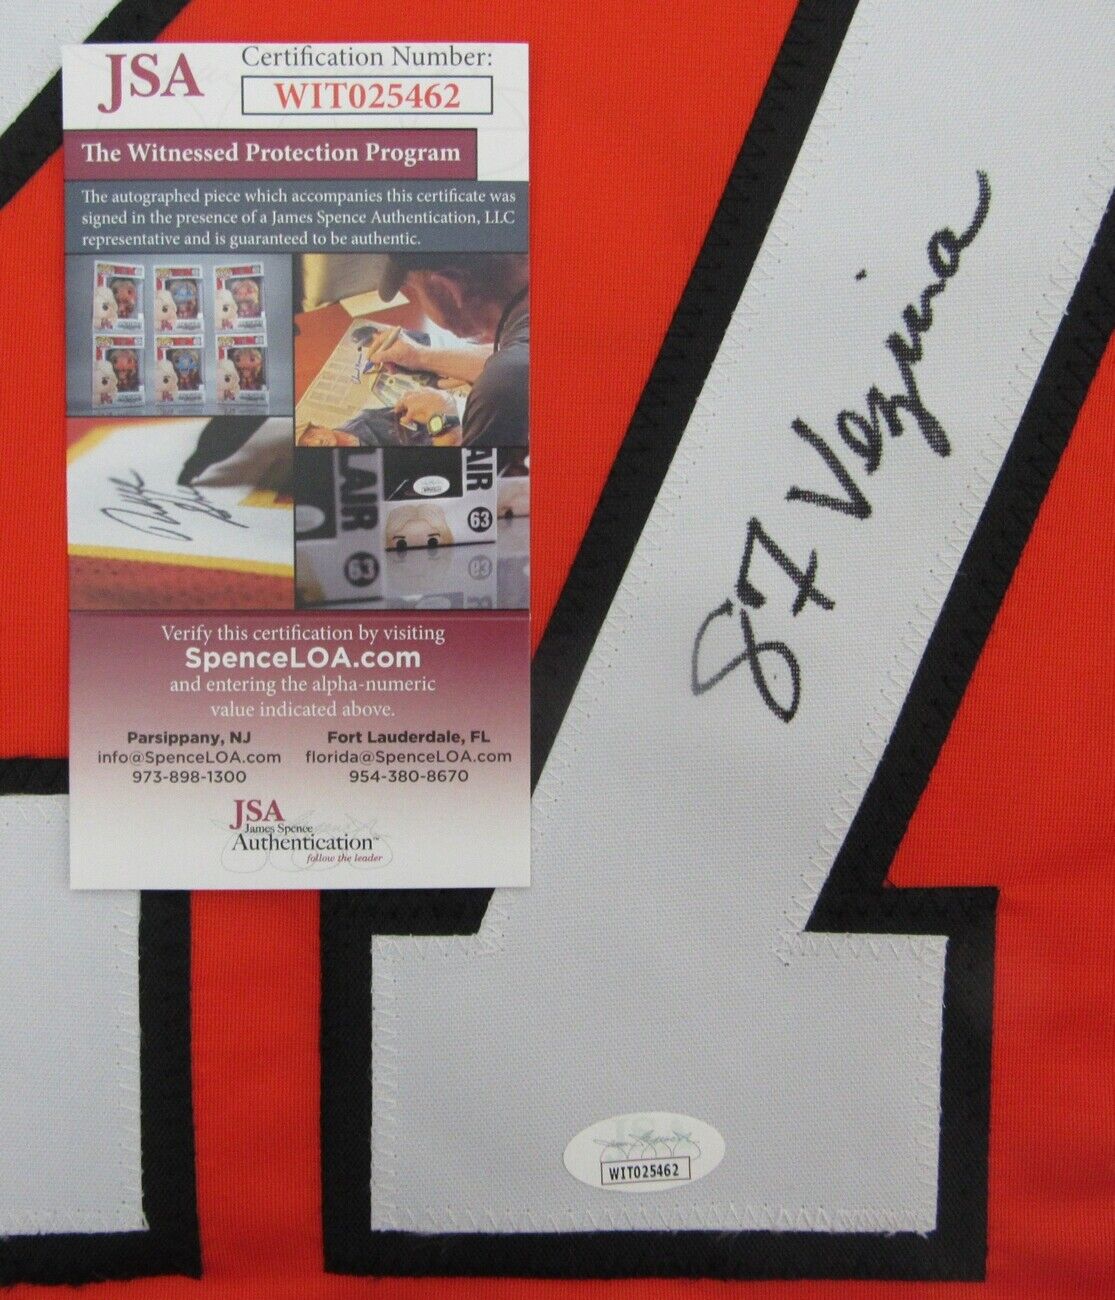 JSA
Certification Number:
WIT025462
The Witnessed Protection Program
The autographed piece which accompanies this certificate was
signed in the presence of a James Spence Authentication, LLC
representative and is guaranteed to be authentic.
LAIR
63
AIR
63
Verify this certification by visiting
SpenceLOA.com
and entering the alpha-numeric
value indicated above.
Parsippany, NJ
info@SpenceLOA.com
973-898-1300
Fort Lauderdale, FL
florida@SpenceLOA.com
954-380-8670
JSA
James Spence
Authentication™
follow the leader
87 Vezina
WIT025462